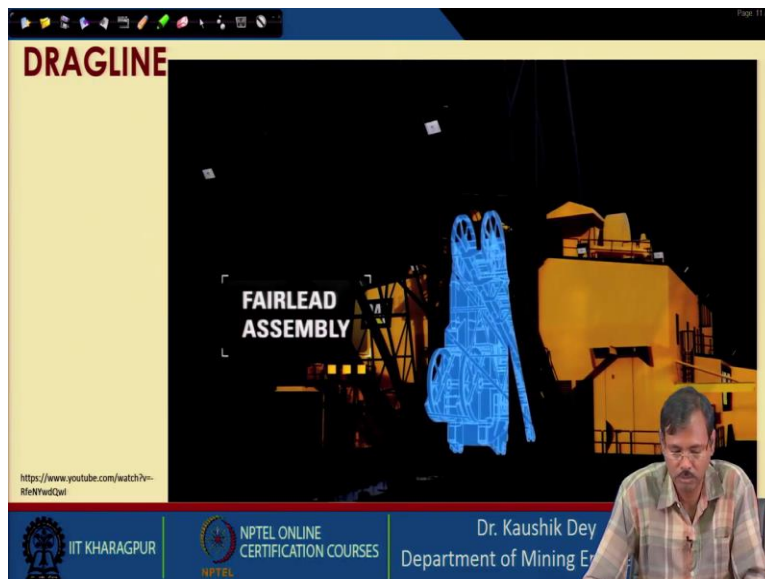 Page 11
DRAGLINE
FAIRLEAD
ASSEMBLY
https://www.youtube.com/watch?v=-
RfeNYwdQwI
IIT KHARAGPUR
NPTEL
NPTEL ONLINE
CERTIFICATION COURSES
Dr. Kaushik Dey
Department of Mining